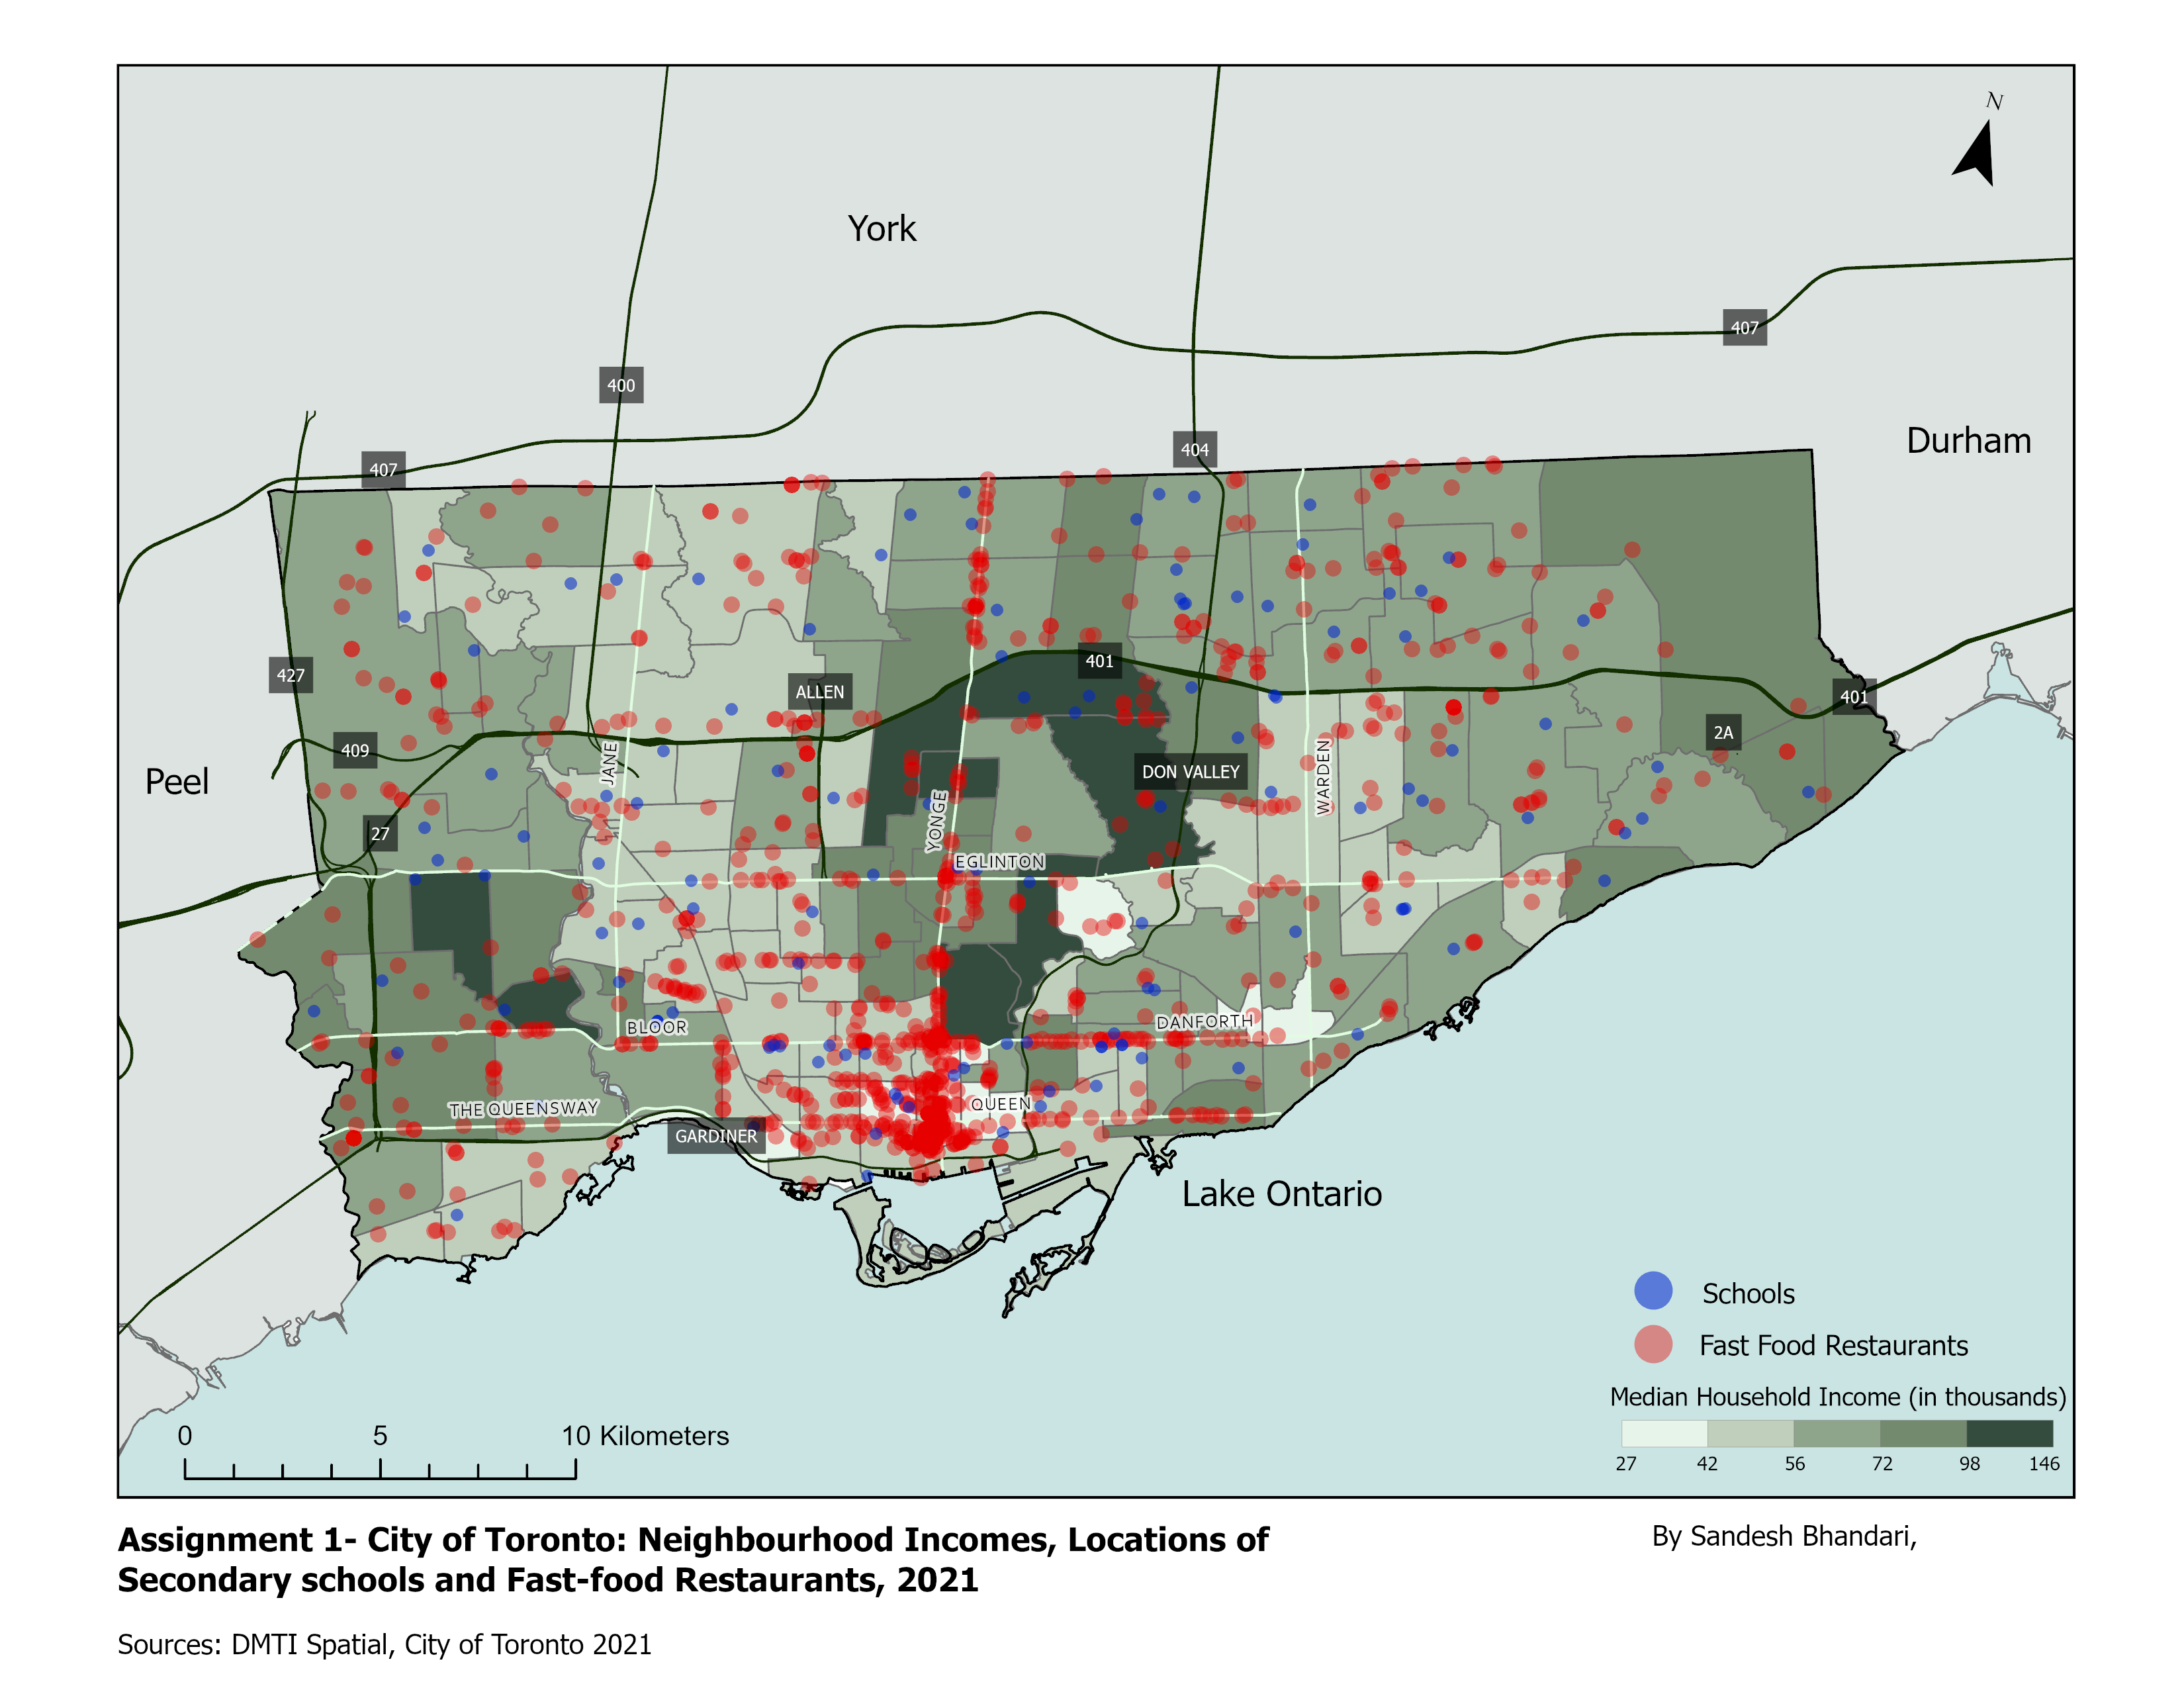 N
York
407
400
404
407
Durham
427
401
ALLEN
401
2A
409
JANE
DON VALLEY
WARDEN
Peel
27
YONGE
EGLINTON
BLOOR
DANFORTH
THE QUEENSWAY
QUEEN
GARDINER
Lake Ontario
Schools
Fast Food Restaurants
Median Household Income (in thousands)
27 42 56 72 98 146
0 5 10 Kilometers
Assignment 1- City of Toronto: Neighbourhood Incomes, Locations of
Secondary schools and Fast-food Restaurants, 2021
By Sandesh Bhandari,
Sources: DMTI Spatial, City of Toronto 2021